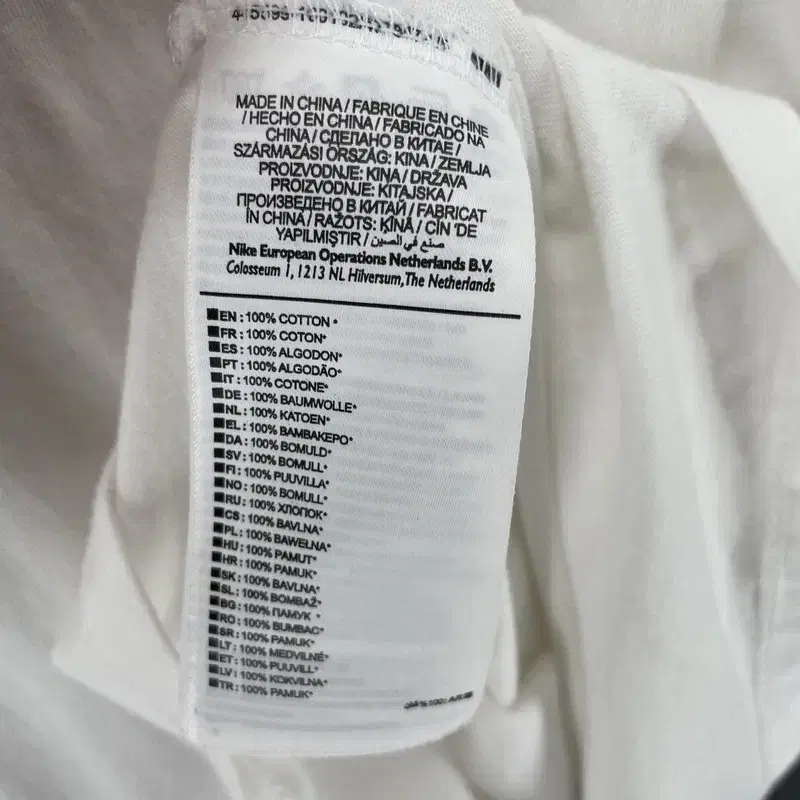 MADE IN CHINA / FABRIQUE EN CHINE
/ HECHO EN CHINA / FABRICADO NA
CHINA / СДЕЛАНО В КИТАЕ /
SZÁRMAZÁSI ORSZÁG: KÍNA / ZEMLJA
PROIZVODNJE: KINA / DRŽAVA
PROIZVODNJE: KITAJSKA /
ПРОИЗВЕДЕНО В КИТАЙ / FABRICAT
ÎN CHINA / RAŽOTS: ĶĪNĀ / ÇİN 'DE
YAPILMIŞTIR / صنع في الصين
Nike European Operations Netherlands B.V.
Colosseum 1, 1213 NL Hilversum, The Netherlands
EN : 100% COTTON *
FR : 100% COTON*
ES : 100% ALGODON*
PT : 100% ALGODÃO*
IT : 100% COTONE*
DE : 100% BAUMWOLLE*
NL : 100% KATOEN*
EL : 100% ΒΑΜΒΑΚΕΡΟ*
DA : 100% BOMULD*
SV : 100% BOMULL*
FI : 100% PUUVILLA*
NO : 100% BOMULL*
RU : 100% ХЛОПОК*
CS : 100% BAVLNA*
PL : 100% BAWEŁNA*
HU : 100% PAMUT*
HR : 100% PAMUK*
SK : 100% BAVLNA*
SL : 100% BOMBAŽ*
BG : 100% ПАМУК *
RO : 100% BUMBAC*
SR : 100% PAMUK*
LT : 100% MEDVILNĖ*
ET : 100% PUUVILL*
LV : 100% KOKVILNA*
TR : 100% PAMUK*